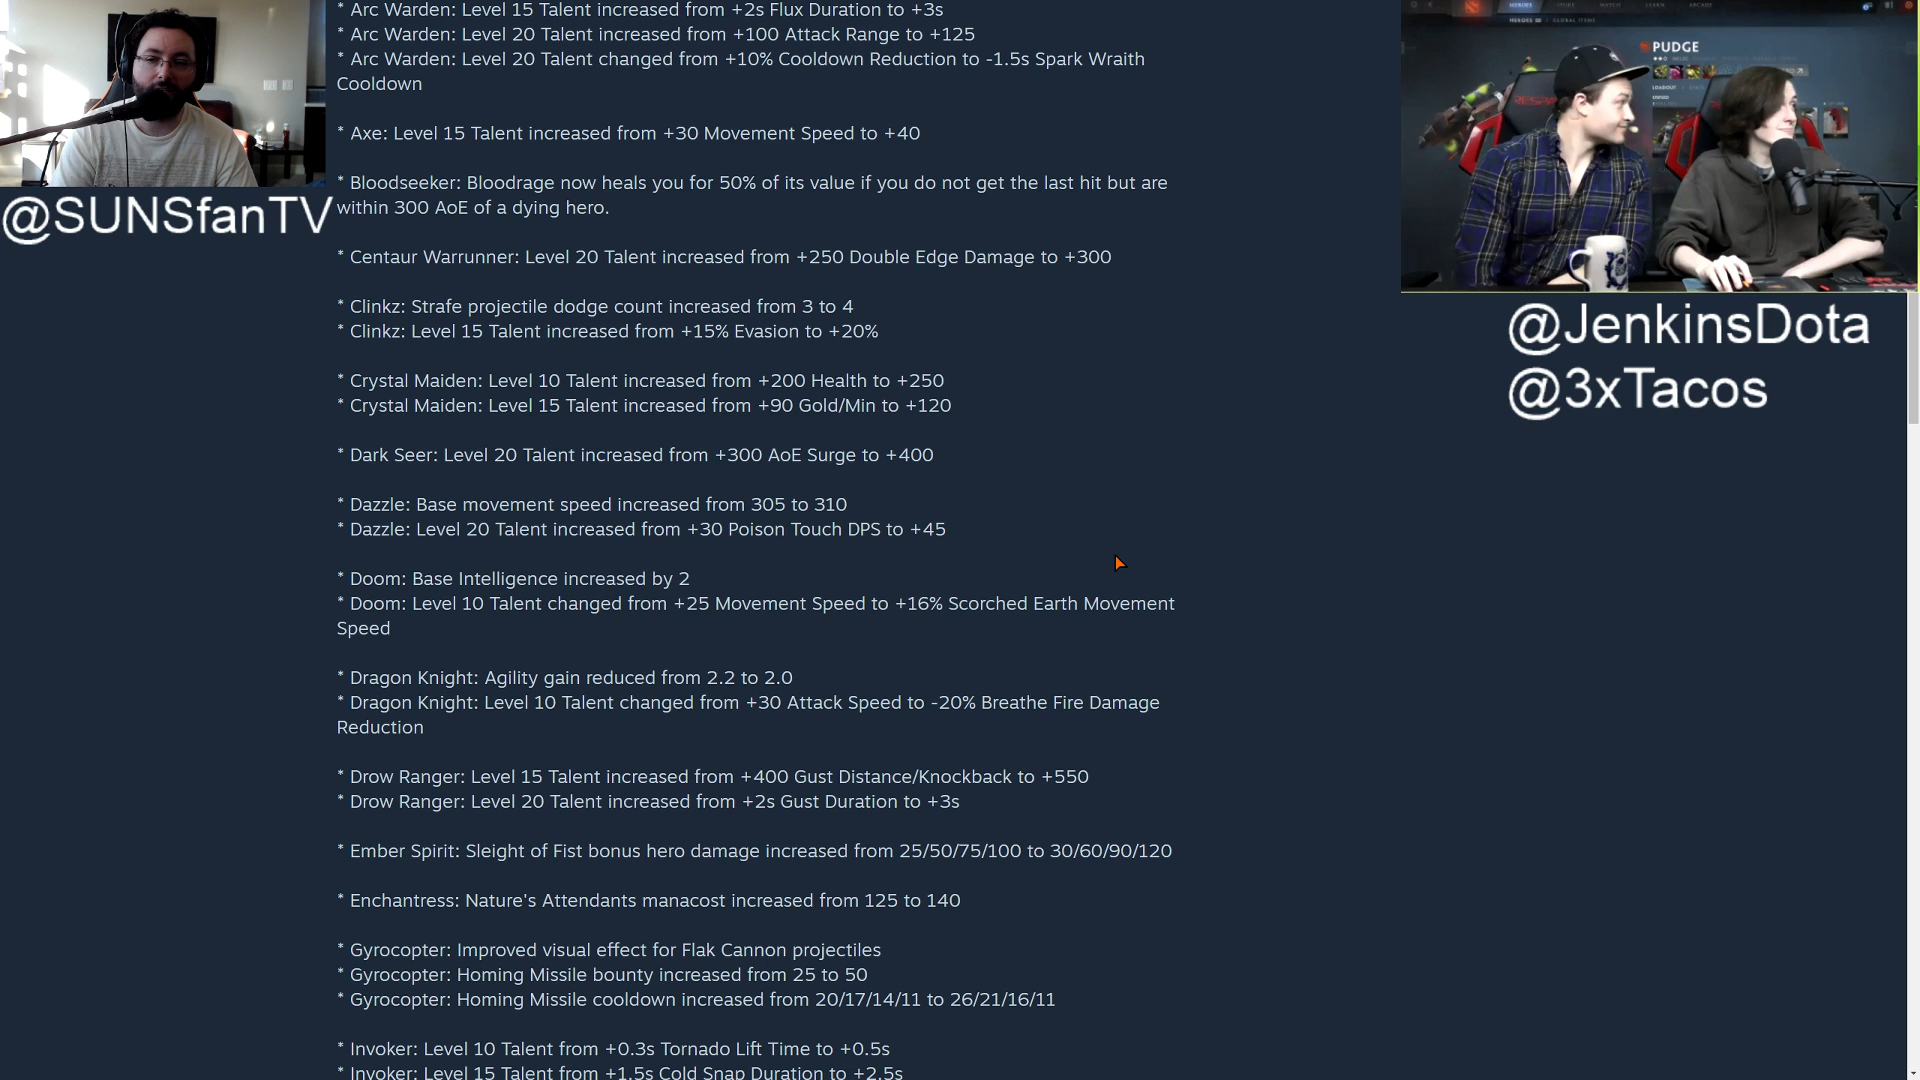 * Arc Warden: Level 15 Talent increased from +2s Flux Duration to +3s
* Arc Warden: Level 20 Talent increased from +100 Attack Range to +125
* Arc Warden: Level 20 Talent changed from +10% Cooldown Reduction to -1.5s Spark Wraith
Cooldown
* Axe: Level 15 Talent increased from +30 Movement Speed to +40
* Bloodseeker: Bloodrage now heals you for 50% of its value if you do not get the last hit but are
within 300 AoE of a dying hero.
* Centaur Warrunner: Level 20 Talent increased from +250 Double Edge Damage to +300
* Clinkz: Strafe projectile dodge count increased from 3 to 4
* Clinkz: Level 15 Talent increased from +15% Evasion to +20%
* Crystal Maiden: Level 10 Talent increased from +200 Health to +250
* Crystal Maiden: Level 15 Talent increased from +90 Gold/Min to +120
* Dark Seer: Level 20 Talent increased from +300 AoE Surge to +400
* Dazzle: Base movement speed increased from 305 to 310
* Dazzle: Level 20 Talent increased from +30 Poison Touch DPS to +45
* Doom: Base Intelligence increased by 2
* Doom: Level 10 Talent changed from +25 Movement Speed to +16% Scorched Earth Movement
Speed
* Dragon Knight: Agility gain reduced from 2.2 to 2.0
* Dragon Knight: Level 10 Talent changed from +30 Attack Speed to -20% Breathe Fire Damage
Reduction
* Drow Ranger: Level 15 Talent increased from +400 Gust Distance/Knockback to +550
* Drow Ranger: Level 20 Talent increased from +2s Gust Duration to +3s
* Ember Spirit: Sleight of Fist bonus hero damage increased from 25/50/75/100 to 30/60/90/120
* Enchantress: Nature's Attendants manacost increased from 125 to 140
* Gyrocopter: Improved visual effect for Flak Cannon projectiles
* Gyrocopter: Homing Missile bounty increased from 25 to 50
* Gyrocopter: Homing Missile cooldown increased from 20/17/14/11 to 26/21/16/11
* Invoker: Level 10 Talent from +0.3s Tornado Lift Time to +0.5s
* Invoker: Level 15 Talent from +1.5s Cold Snap Duration to +2.5s
@SUNSfanTV
HEROES
GLOBAL ITEMS
PUDGE
LOADOUT
@JenkinsDota
@3xTacos